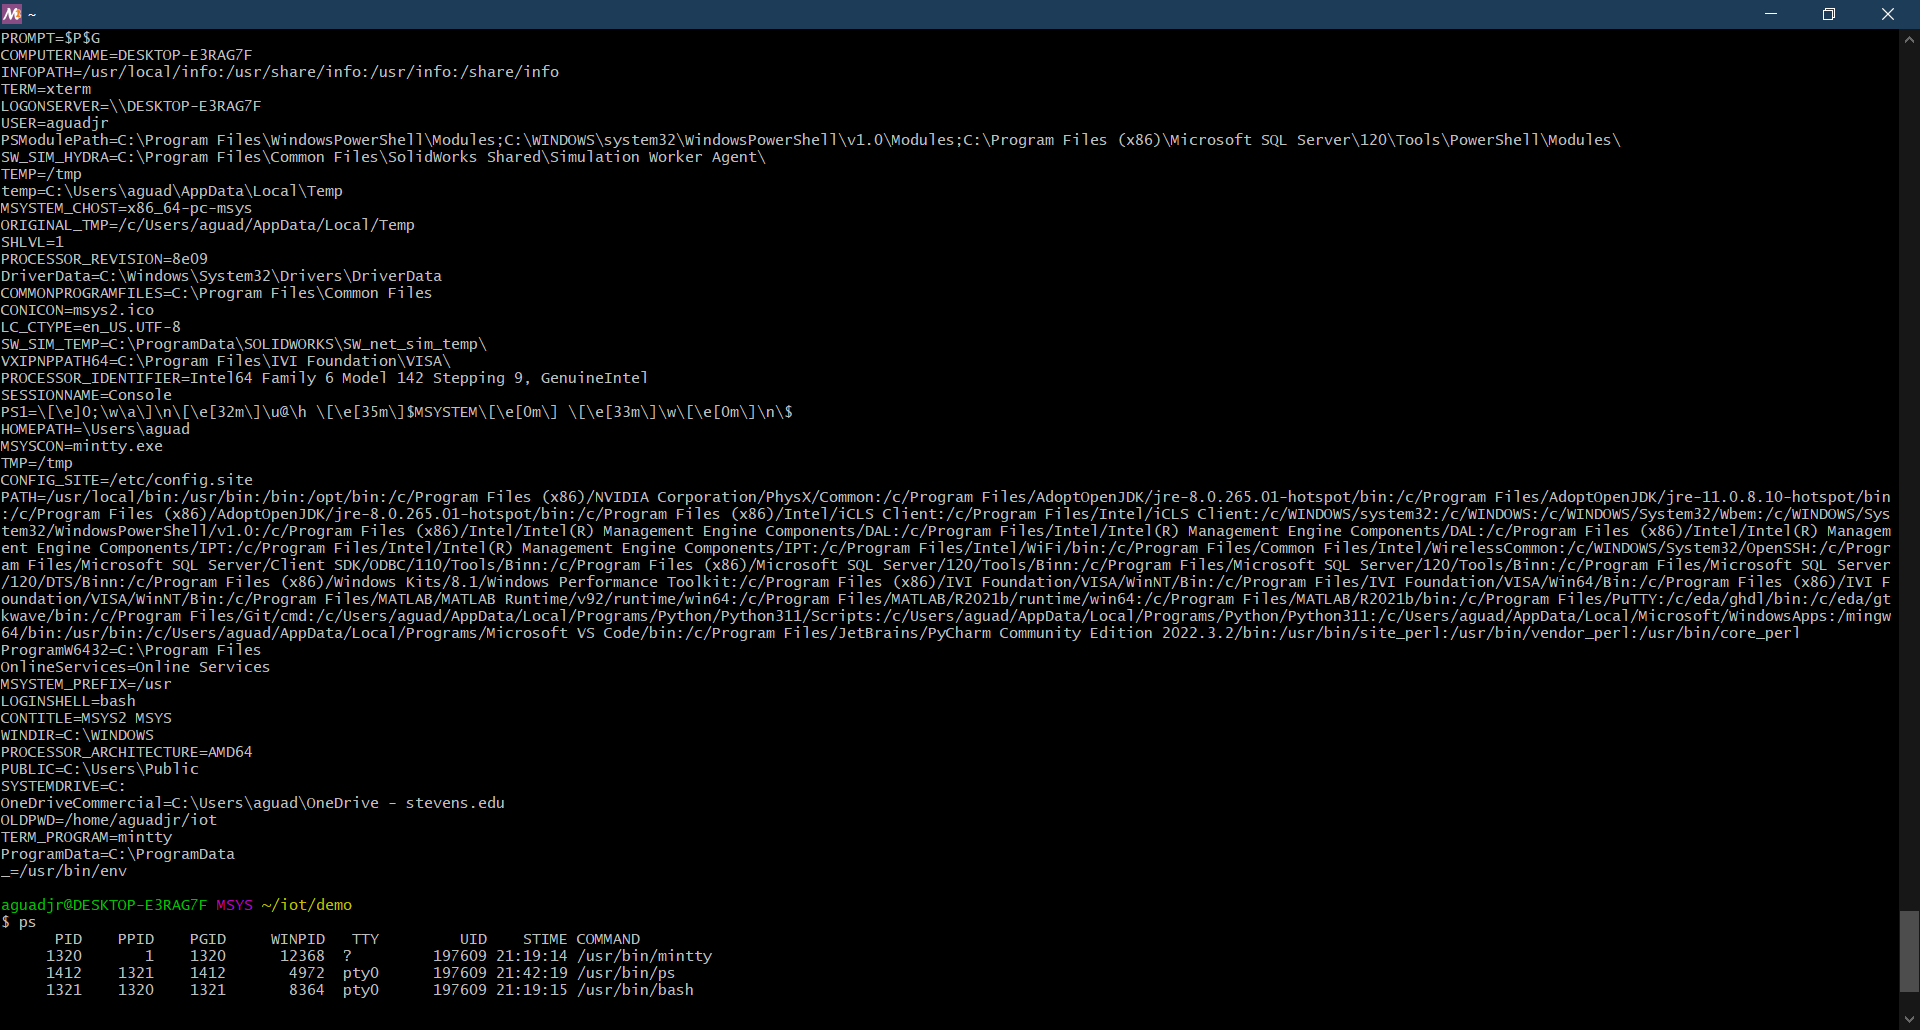 ~
PROMPT=$P$G
COMPUTERNAME=DESKTOP-E3RAG7F
INFOPATH=/usr/local/info:/usr/share/info:/usr/info:/share/info
TERM=xterm
LOGONSERVER=\\DESKTOP-E3RAG7F
USER=aguadjr
PSModulePath=C:\Program Files\WindowsPowerShell\Modules;C:\WINDOWS\system32\WindowsPowerShell\v1.0\Modules;C:\Program Files (x86)\Microsoft SQL Server\120\Tools\PowerShell\Modules\
SW_SIM_HYDRA=C:\Program Files\Common Files\SolidWorks Shared\Simulation Worker Agent\
TEMP=/tmp
temp=C:\Users\aguad\AppData\Local\Temp
MSYSTEM_CHOST=x86_64-pc-msys
ORIGINAL_TMP=/c/Users/aguad/AppData/Local/Temp
SHLVL=1
PROCESSOR_REVISION=8e09
DriverData=C:\Windows\System32\Drivers\DriverData
COMMONPROGRAMFILES=C:\Program Files\Common Files
CONICON=msys2.ico
LC_CTYPE=en_US.UTF-8
SW_SIM_TEMP=C:\ProgramData\SOLIDWORKS\SW_net_sim_temp\
VXIPNPPATH64=C:\Program Files\IVI Foundation\VISA\
PROCESSOR_IDENTIFIER=Intel64 Family 6 Model 142 Stepping 9, GenuineIntel
SESSIONNAME=Console
PS1=\[\e]0;\w\a\]\n\[\e[32m\]\u@\h \[\e[35m\]$MSYSTEM\[\e[0m\] \[\e[33m\]\w\[\e[0m\]\n\$
HOMEPATH=\Users\aguad
MSYSCON=mintty.exe
TMP=/tmp
CONFIG_SITE=/etc/config.site
PATH=/usr/local/bin:/usr/bin:/bin:/opt/bin:/c/Program Files (x86)/NVIDIA Corporation/PhysX/Common:/c/Program Files/AdoptOpenJDK/jre-8.0.265.01-hotspot/bin:/c/Program Files/AdoptOpenJDK/jre-11.0.8.10-hotspot/bin
:/c/Program Files (x86)/AdoptOpenJDK/jre-8.0.265.01-hotspot/bin:/c/Program Files (x86)/Intel/iCLS Client:/c/Program Files/Intel/iCLS Client:/c/WINDOWS/system32:/c/WINDOWS:/c/WINDOWS/System32/Wbem:/c/WINDOWS/Sys
tem32/WindowsPowerShell/v1.0:/c/Program Files (x86)/Intel/Intel(R) Management Engine Components/DAL:/c/Program Files/Intel/Intel(R) Management Engine Components/DAL:/c/Program Files (x86)/Intel/Intel(R) Managem
ent Engine Components/IPT:/c/Program Files/Intel/Intel(R) Management Engine Components/IPT:/c/Program Files/Intel/WiFi/bin:/c/Program Files/Common Files/Intel/WirelessCommon:/c/WINDOWS/System32/OpenSSH:/c/Progr
am Files/Microsoft SQL Server/Client SDK/ODBC/110/Tools/Binn:/c/Program Files (x86)/Microsoft SQL Server/120/Tools/Binn:/c/Program Files/Microsoft SQL Server/120/Tools/Binn:/c/Program Files/Microsoft SQL Server
/120/DTS/Binn:/c/Program Files (x86)/Windows Kits/8.1/Windows Performance Toolkit:/c/Program Files (x86)/IVI Foundation/VISA/WinNT/Bin:/c/Program Files/IVI Foundation/VISA/Win64/Bin:/c/Program Files (x86)/IVI F
oundation/VISA/WinNT/Bin:/c/Program Files/MATLAB/MATLAB Runtime/v92/runtime/win64:/c/Program Files/MATLAB/R2021b/runtime/win64:/c/Program Files/MATLAB/R2021b/bin:/c/Program Files/PuTTY:/c/eda/ghdl/bin:/c/eda/gt
kwave/bin:/c/Program Files/Git/cmd:/c/Users/aguad/AppData/Local/Programs/Python/Python311/Scripts:/c/Users/aguad/AppData/Local/Programs/Python/Python311:/c/Users/aguad/AppData/Local/Microsoft/WindowsApps:/mingw
64/bin:/usr/bin:/c/Users/aguad/AppData/Local/Programs/Microsoft VS Code/bin:/c/Program Files/JetBrains/PyCharm Community Edition 2022.3.2/bin:/usr/bin/site_perl:/usr/bin/vendor_perl:/usr/bin/core_perl
ProgramW6432=C:\Program Files
OnlineServices=Online Services
MSYSTEM_PREFIX=/usr
LOGINSHELL=bash
CONTITLE=MSYS2 MSYS
WINDIR=C:\WINDOWS
PROCESSOR_ARCHITECTURE=AMD64
PUBLIC=C:\Users\Public
SYSTEMDRIVE=C:
OneDriveCommercial=C:\Users\aguad\OneDrive - stevens.edu
OLDPWD=/home/aguadjr/iot
TERM_PROGRAM=mintty
ProgramData=C:\ProgramData
_=/usr/bin/env
aguadjr@DESKTOP-E3RAG7F MSYS ~/iot/demo
$ ps
PID PPID PGID WINPID TTY UID STIME COMMAND
1320 1 1320 12368 ? 197609 21:19:14 /usr/bin/mintty
1412 1321 1412 4972 pty0 197609 21:42:19 /usr/bin/ps
1321 1320 1321 8364 pty0 197609 21:19:15 /usr/bin/bash